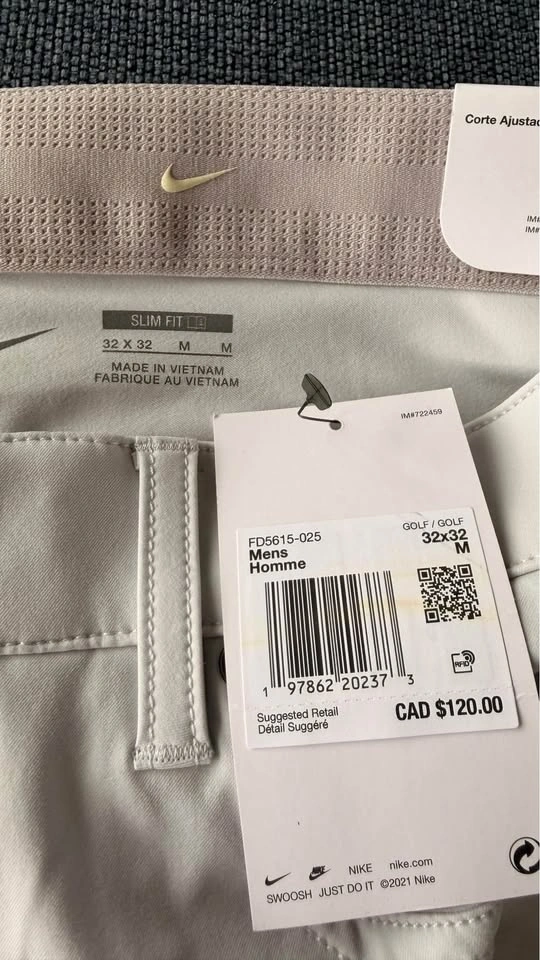 Corte Ajusta
SLIM FIT
32 X 32 M M
MADE IN VIETNAM
FABRIQUE AU VIETNAM
IM#722459
FD5615-025
Mens
Homme
GOLF / GOLF
32x32
M
RFID
1 97862 20237 3
Suggested Retail
Détail Suggéré
CAD $120.00
NIKE nike.com
SWOOSH JUST DO IT ©2021 Nike